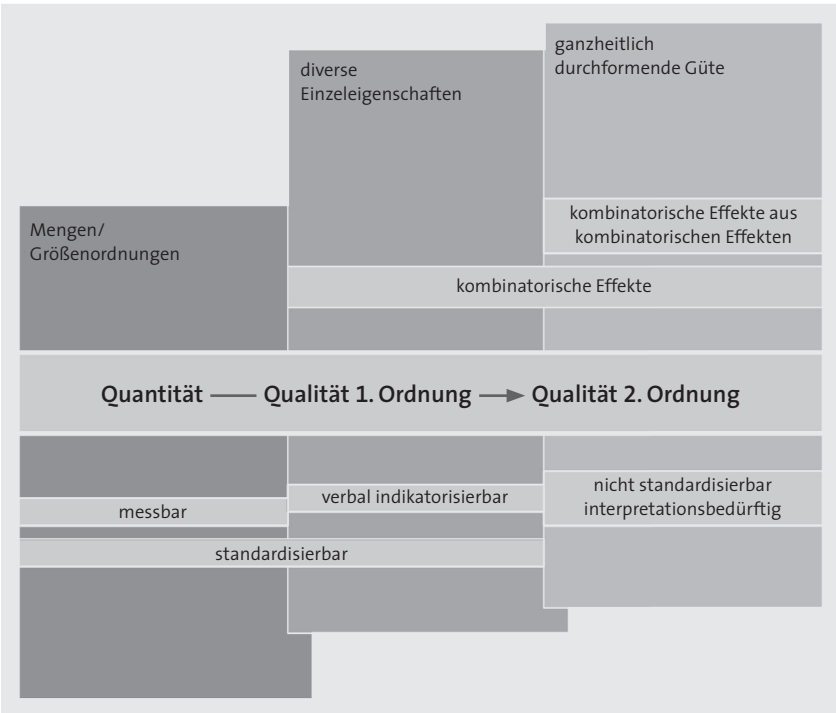 ganzheitlich
durchformende Güte
diverse
Einzeleigenschaften
kombinatorische Effekte aus
kombinatorischen Effekten
Mengen/
Größenordnungen
kombinatorische Effekte
Quantität Qualität 1. Ordnung Qualität 2. Ordnung
messbar
verbal indikatorisierbar
nicht standardisierbar
interpretationsbedürftig
standardisierbar